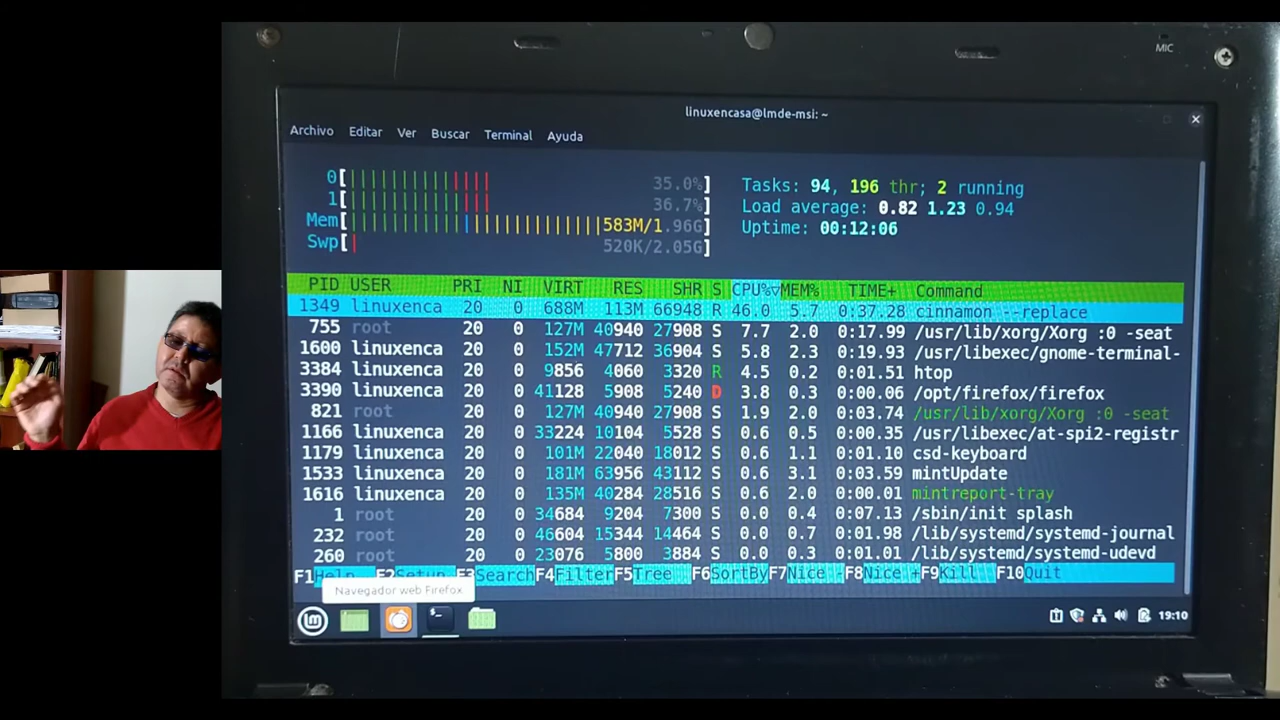 MIC
linuxencasa@lmde-msi: ~
Archivo Editar Ver Buscar Terminal Ayuda
0[||||||||||||||| 35.0%]
1[||||||||||||||| 36.7%]
Mem[||||||||||||||||||||||||||583M/1.96G]
Swp[| 520K/2.05G]
Tasks: 94, 196 thr; 2 running
Load average: 0.82 1.23 0.94
Uptime: 00:12:06
PID USER PRI NI VIRT RES SHR S CPU%▽MEM% TIME+ Command
1349 linuxenca 20 0 688M 113M 66948 R 46.0 5.7 0:37.28 cinnamon --replace
755 root 20 0 127M 40940 27908 S 7.7 2.0 0:17.99 /usr/lib/xorg/Xorg :0 -seat
1600 linuxenca 20 0 152M 47712 36904 S 5.8 2.3 0:19.93 /usr/libexec/gnome-terminal-
3384 linuxenca 20 0 9856 4060 3320 R 4.5 0.2 0:01.51 htop
3390 linuxenca 20 0 41128 5908 5240 D 3.8 0.3 0:00.06 /opt/firefox/firefox
821 root 20 0 127M 40940 27908 S 1.9 2.0 0:03.74 /usr/lib/xorg/Xorg :0 -seat
1166 linuxenca 20 0 33224 10104 5528 S 0.6 0.5 0:00.35 /usr/libexec/at-spi2-registr
1179 linuxenca 20 0 101M 22040 18012 S 0.6 1.1 0:01.10 csd-keyboard
1533 linuxenca 20 0 181M 63956 43112 S 0.6 3.1 0:03.59 mintUpdate
1616 linuxenca 20 0 135M 40284 28516 S 0.6 2.0 0:00.01 mintreport-tray
1 root 20 0 34684 9204 7300 S 0.0 0.4 0:07.13 /sbin/init splash
232 root 20 0 46604 15344 14464 S 0.0 0.7 0:01.98 /lib/systemd/systemd-journal
260 root 20 0 23076 5800 3884 S 0.0 0.3 0:01.01 /lib/systemd/systemd-udevd
F1Help F2Setup F3Search F4Filter F5Tree F6SortBy F7Nice - F8Nice + F9Kill F10Quit
Navegador web Firefox
19:10